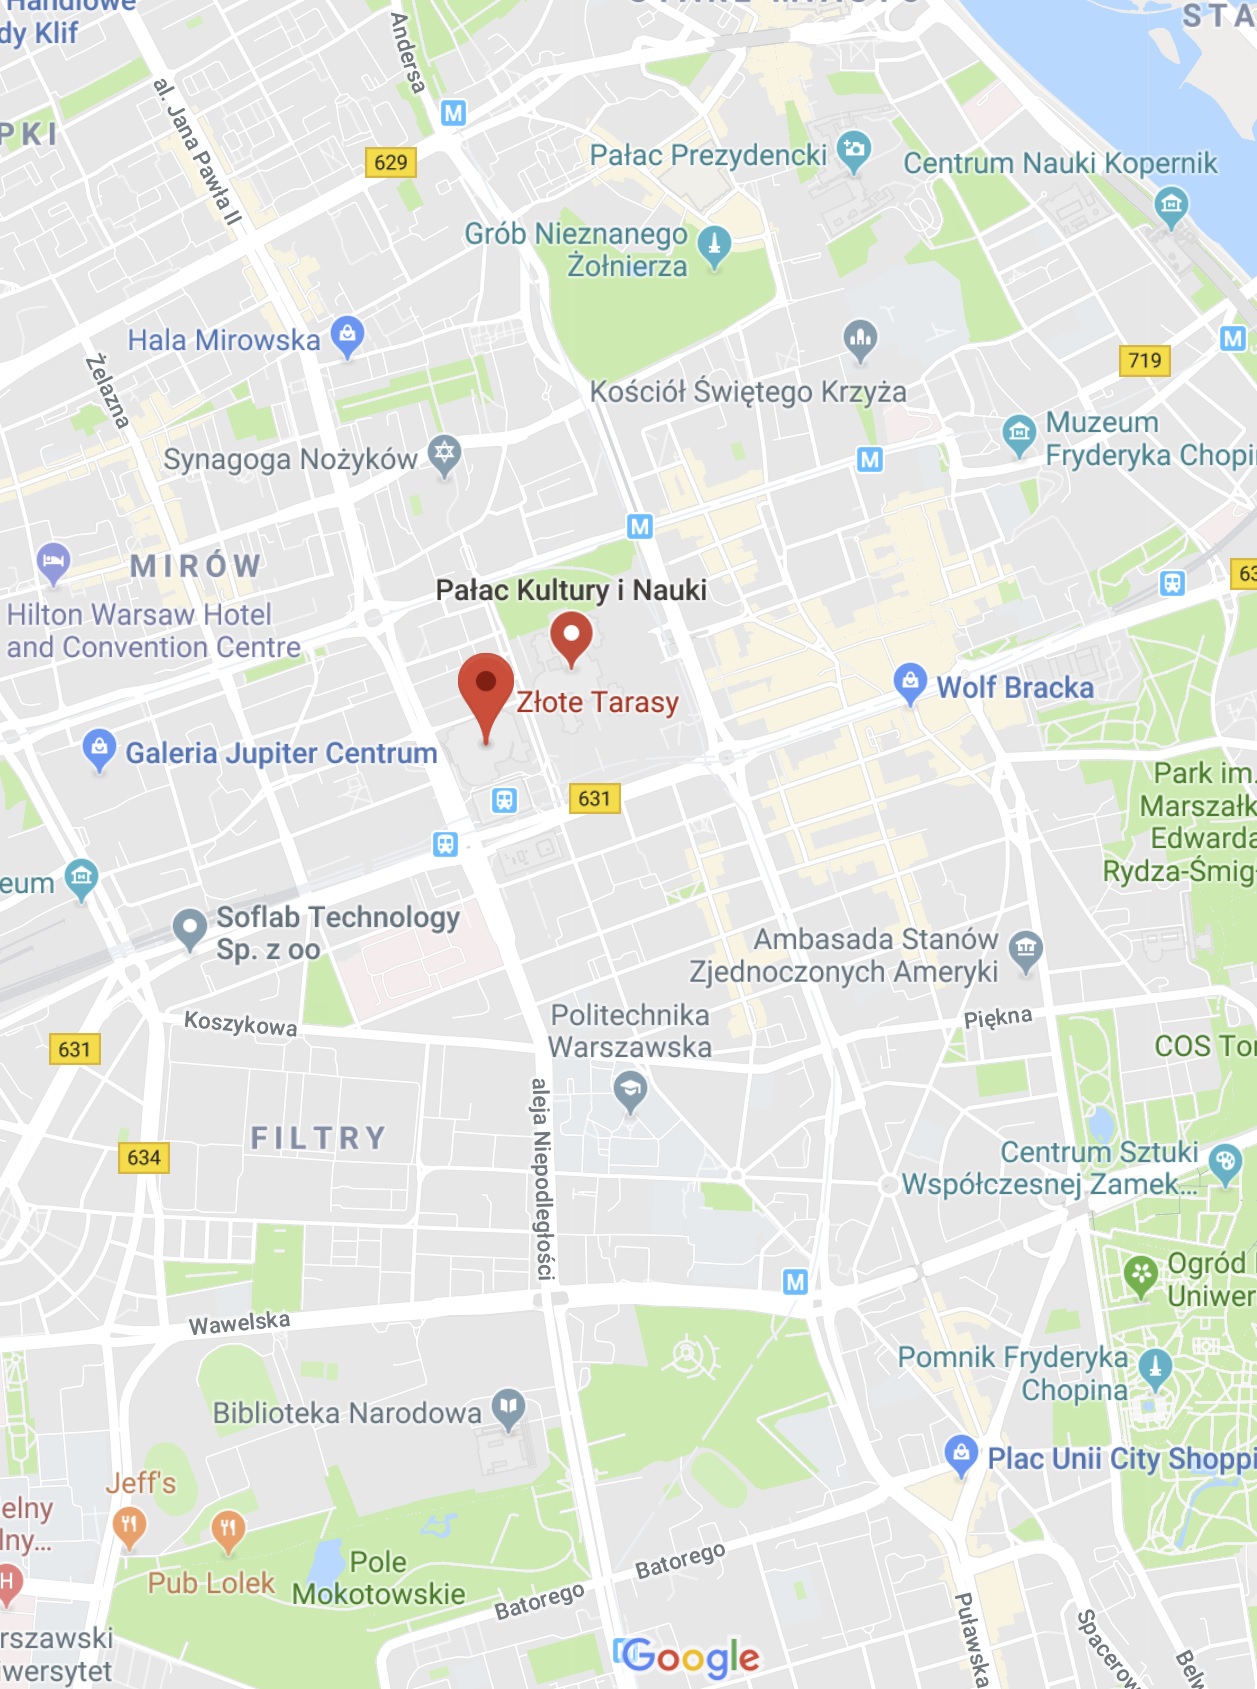 Handlowe
dy Klif
STARE MIASTO
STA
Andersa
al. Jana Pawła II
PKI
M
629
Pałac Prezydencki
Centrum Nauki Kopernik
Grób Nieznanego
Żołnierza
Hala Mirowska
M
719
Żelazna
Kościół Świętego Krzyża
Muzeum
Fryderyka Chopi
Synagoga Nożyków
M
M
MIRÓW
63
Pałac Kultury i Nauki
Hilton Warsaw Hotel
and Convention Centre
Złote Tarasy
Wolf Bracka
Galeria Jupiter Centrum
631
Park im.
Marszałk
Edwarda
Rydza-Śmig
eum
Soflab Technology
Sp. z oo
Ambasada Stanów
Zjednoczonych Ameryki
Koszykowa
Politechnika
Warszawska
Piękna
631
COS Tor
aleja Niepodległości
FILTRY
634
Centrum Sztuki
Współczesnej Zamek...
M
Ogród
Uniwer
Wawelska
Pomnik Fryderyka
Chopina
Biblioteka Narodowa
Plac Unii City Shoppi
Jeff's
elny
lny...
H
Pub Lolek
Pole
Mokotowskie
Batorego
Batorego
Puławska
Spacerow
Belw
rszawski
wersytet
Google